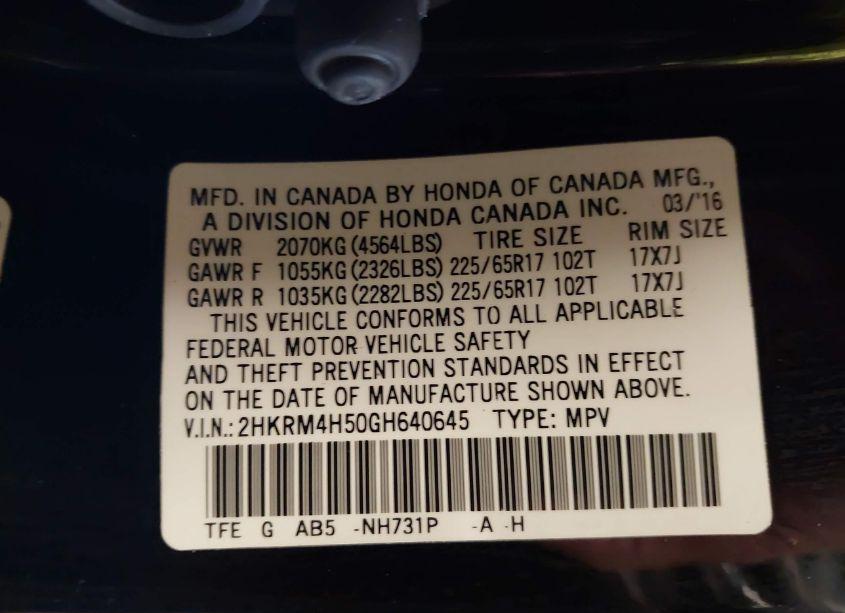 MFD. IN CANADA BY HONDA OF CANADA MFG.,
A DIVISION OF HONDA CANADA INC. 03/'16
GVWR 2070KG (4564LBS) TIRE SIZE RIM SIZE
GAWR F 1055KG (2326LBS) 225/65R17 102T 17X7J
GAWR R 1035KG (2282LBS) 225/65R17 102T 17X7J
THIS VEHICLE CONFORMS TO ALL APPLICABLE
FEDERAL MOTOR VEHICLE SAFETY
AND THEFT PREVENTION STANDARDS IN EFFECT
ON THE DATE OF MANUFACTURE SHOWN ABOVE.
V.I.N.: 2HKRM4H50GH640645 TYPE: MPV
TFE G AB5 -NH731P -A -H